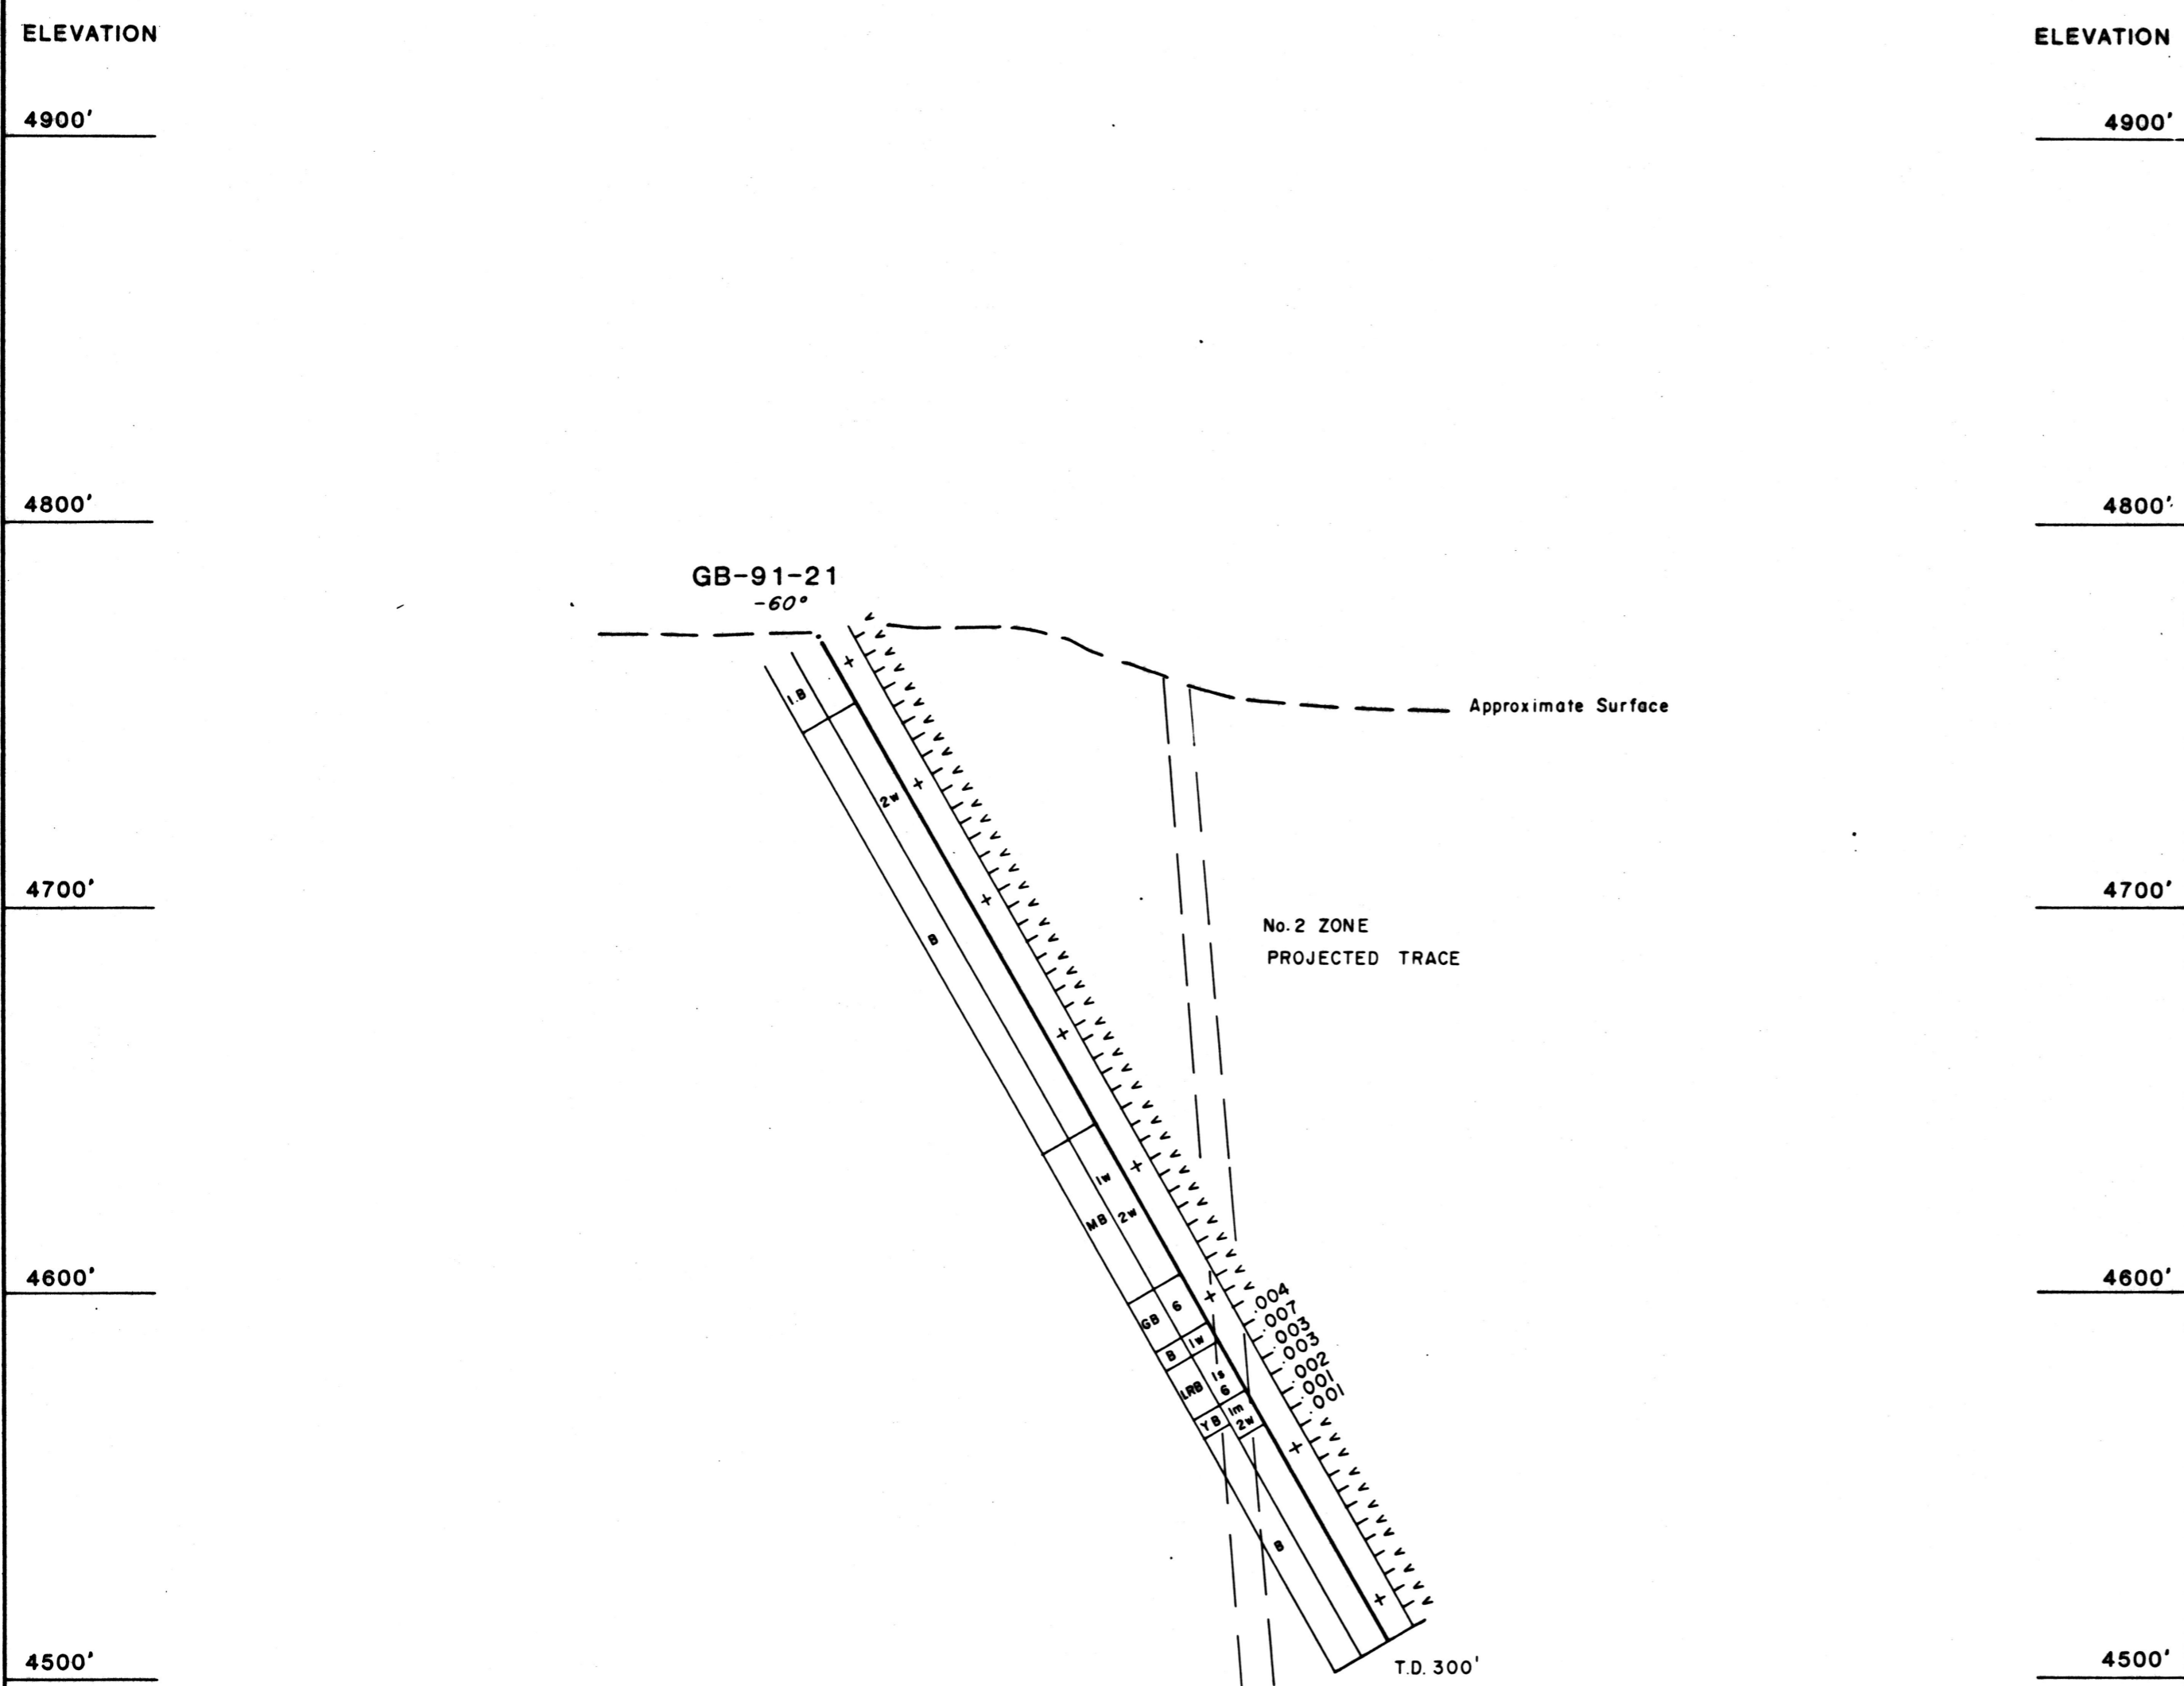 ELEVATION
ELEVATION
4900'
4900'
4800'
4800'
GB-91-21
-60°
Approximate Surface
I.B
2w
4700'
4700'
B
No. 2 ZONE
PROJECTED TRACE
1w
MB 2w
4600'
4600'
6
GB
.004
.007
.003
.003
.002
.001
.001
B 1w
1s
LRB 6
1m
YB 2w
B
4500'
4500'
T.D. 300'